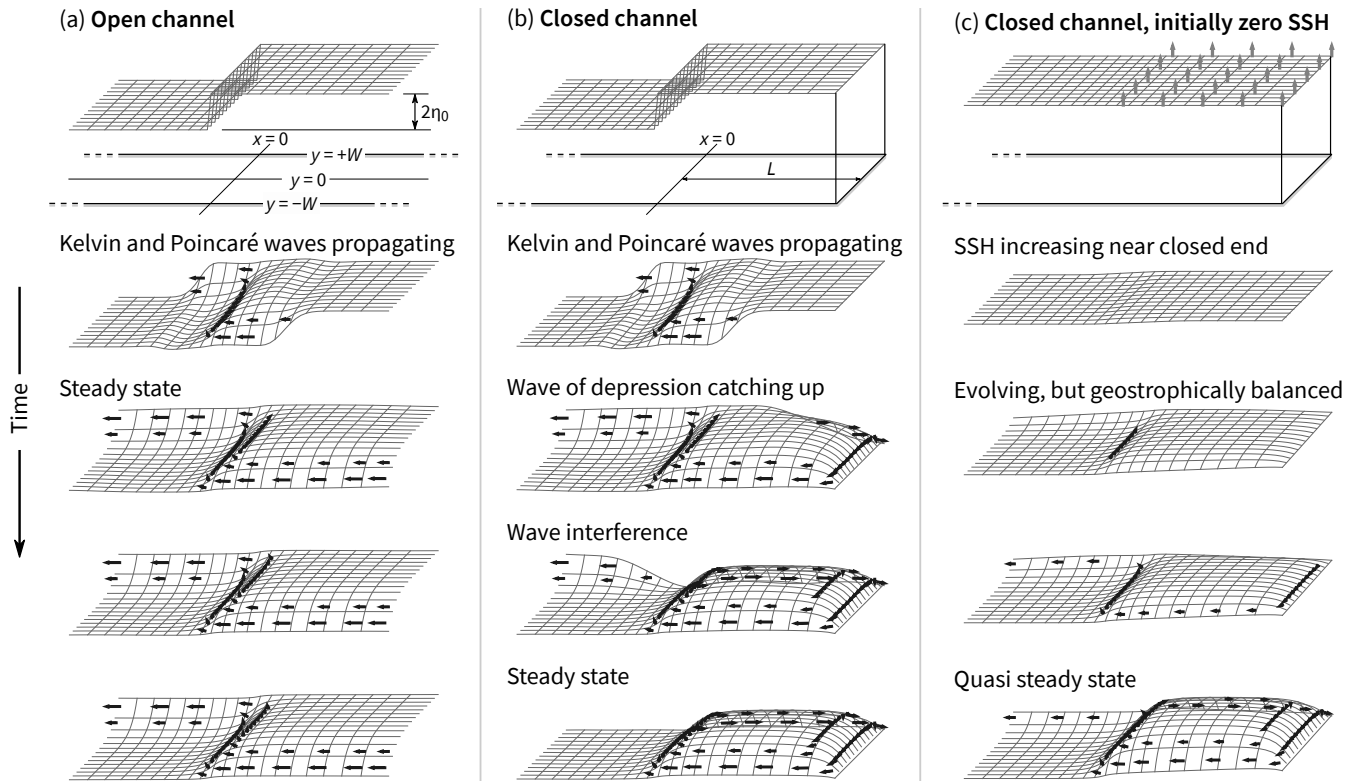 (a) Open channel
2η₀
x = 0
y = +W
y = 0
y = −W
Kelvin and Poincaré waves propagating
Steady state
Time
(b) Closed channel
x = 0
L
Kelvin and Poincaré waves propagating
Wave of depression catching up
Wave interference
Steady state
(c) Closed channel, initially zero SSH
SSH increasing near closed end
Evolving, but geostrophically balanced
Quasi steady state